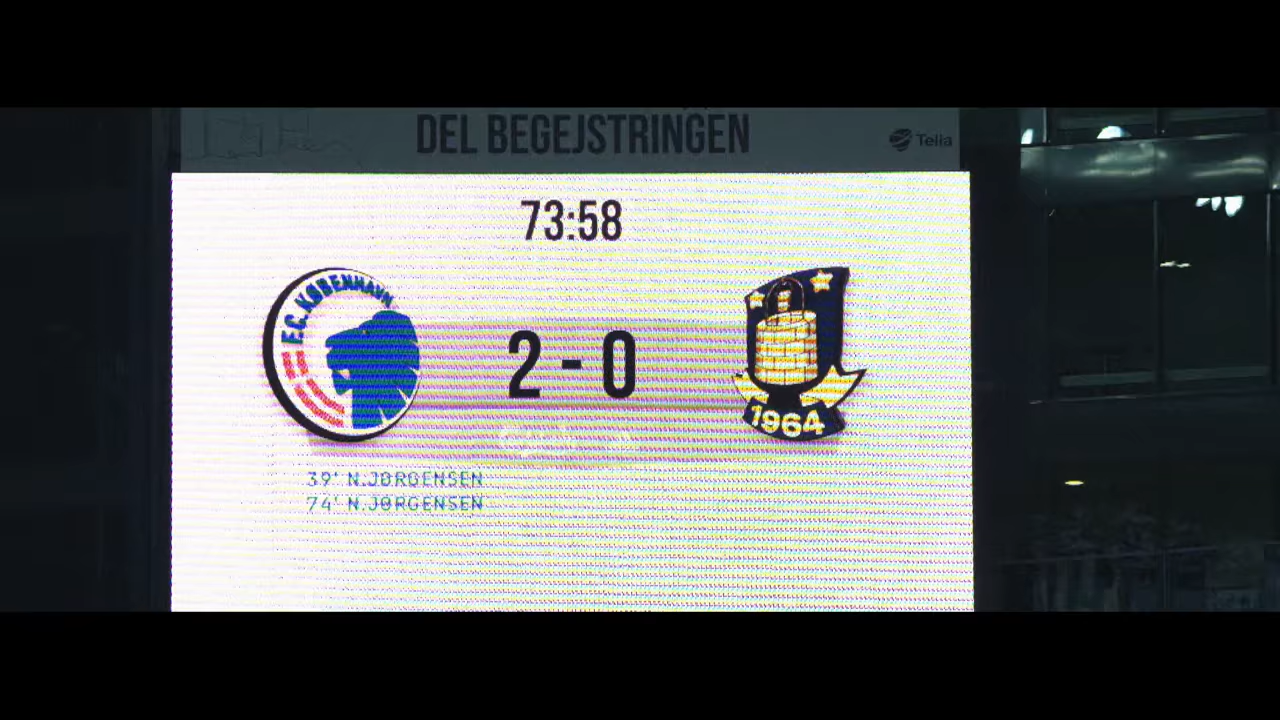 DEL BEGEJSTRINGEN
Telia
73:58
F.C. KØBENHAVN
2 - 0
1964
39' N.JØRGENSEN
74' N.JØRGENSEN